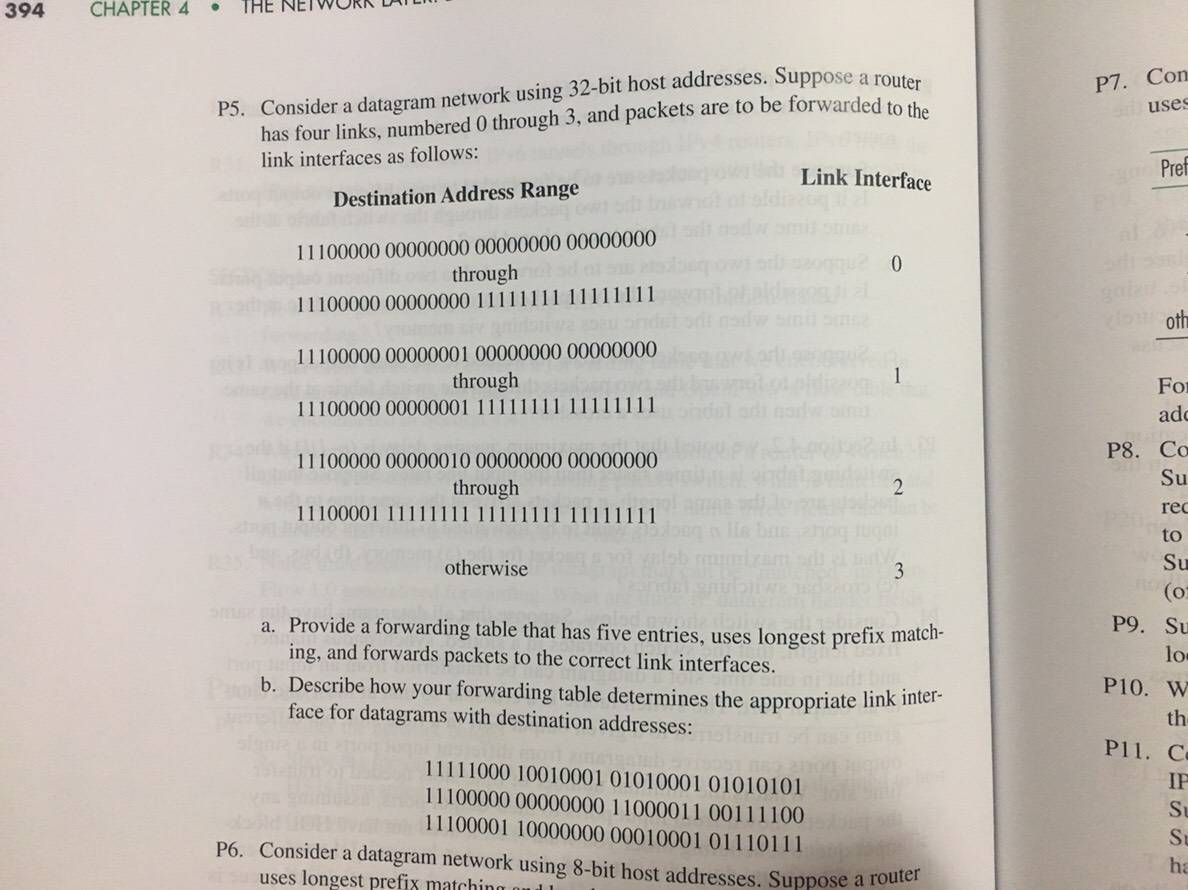 394 CHAPTER 4 • THE NETWORK
P5. Consider a datagram network using 32-bit host addresses. Suppose a router
has four links, numbered 0 through 3, and packets are to be forwarded to the
link interfaces as follows:
Destination Address Range Link Interface
11100000 00000000 00000000 00000000
through 0
11100000 00000000 11111111 11111111
11100000 00000001 00000000 00000000
through 1
11100000 00000001 11111111 11111111
11100000 00000010 00000000 00000000
through 2
11100001 11111111 11111111 11111111
otherwise 3
a. Provide a forwarding table that has five entries, uses longest prefix match-
ing, and forwards packets to the correct link interfaces.
b. Describe how your forwarding table determines the appropriate link inter-
face for datagrams with destination addresses:
11111000 10010001 01010001 01010101
11100000 00000000 11000011 00111100
11100001 10000000 00010001 01110111
P6. Consider a datagram network using 8-bit host addresses. Suppose a router
uses longest prefix matching
P7. Con
uses
Pref
oth
For
add
P8. Co
Su
rec
to
Su
(of
P9. Su
loc
P10. W
th
P11. C
IP
Su
Su
ha